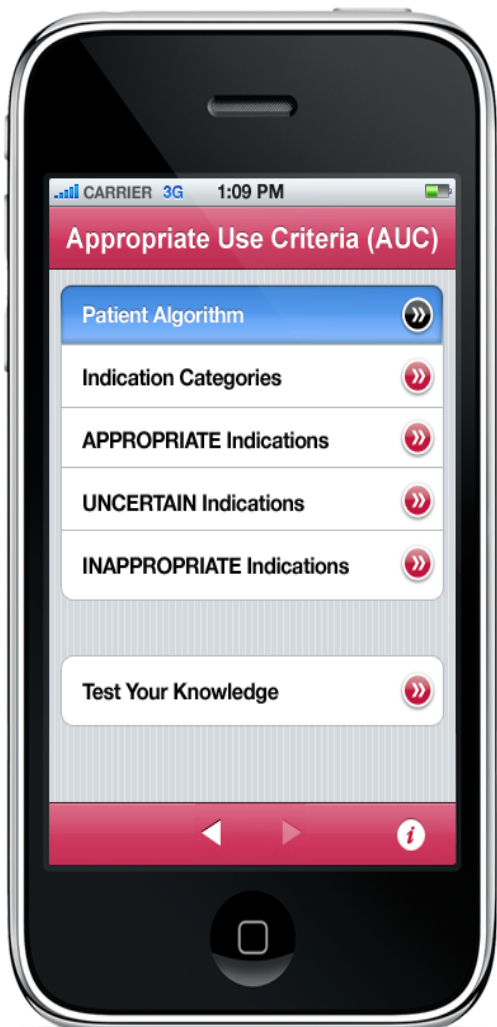 CARRIER 3G 1:09 PM
Appropriate Use Criteria (AUC)
Patient Algorithm
Indication Categories
APPROPRIATE Indications
UNCERTAIN Indications
INAPPROPRIATE Indications
Test Your Knowledge
i